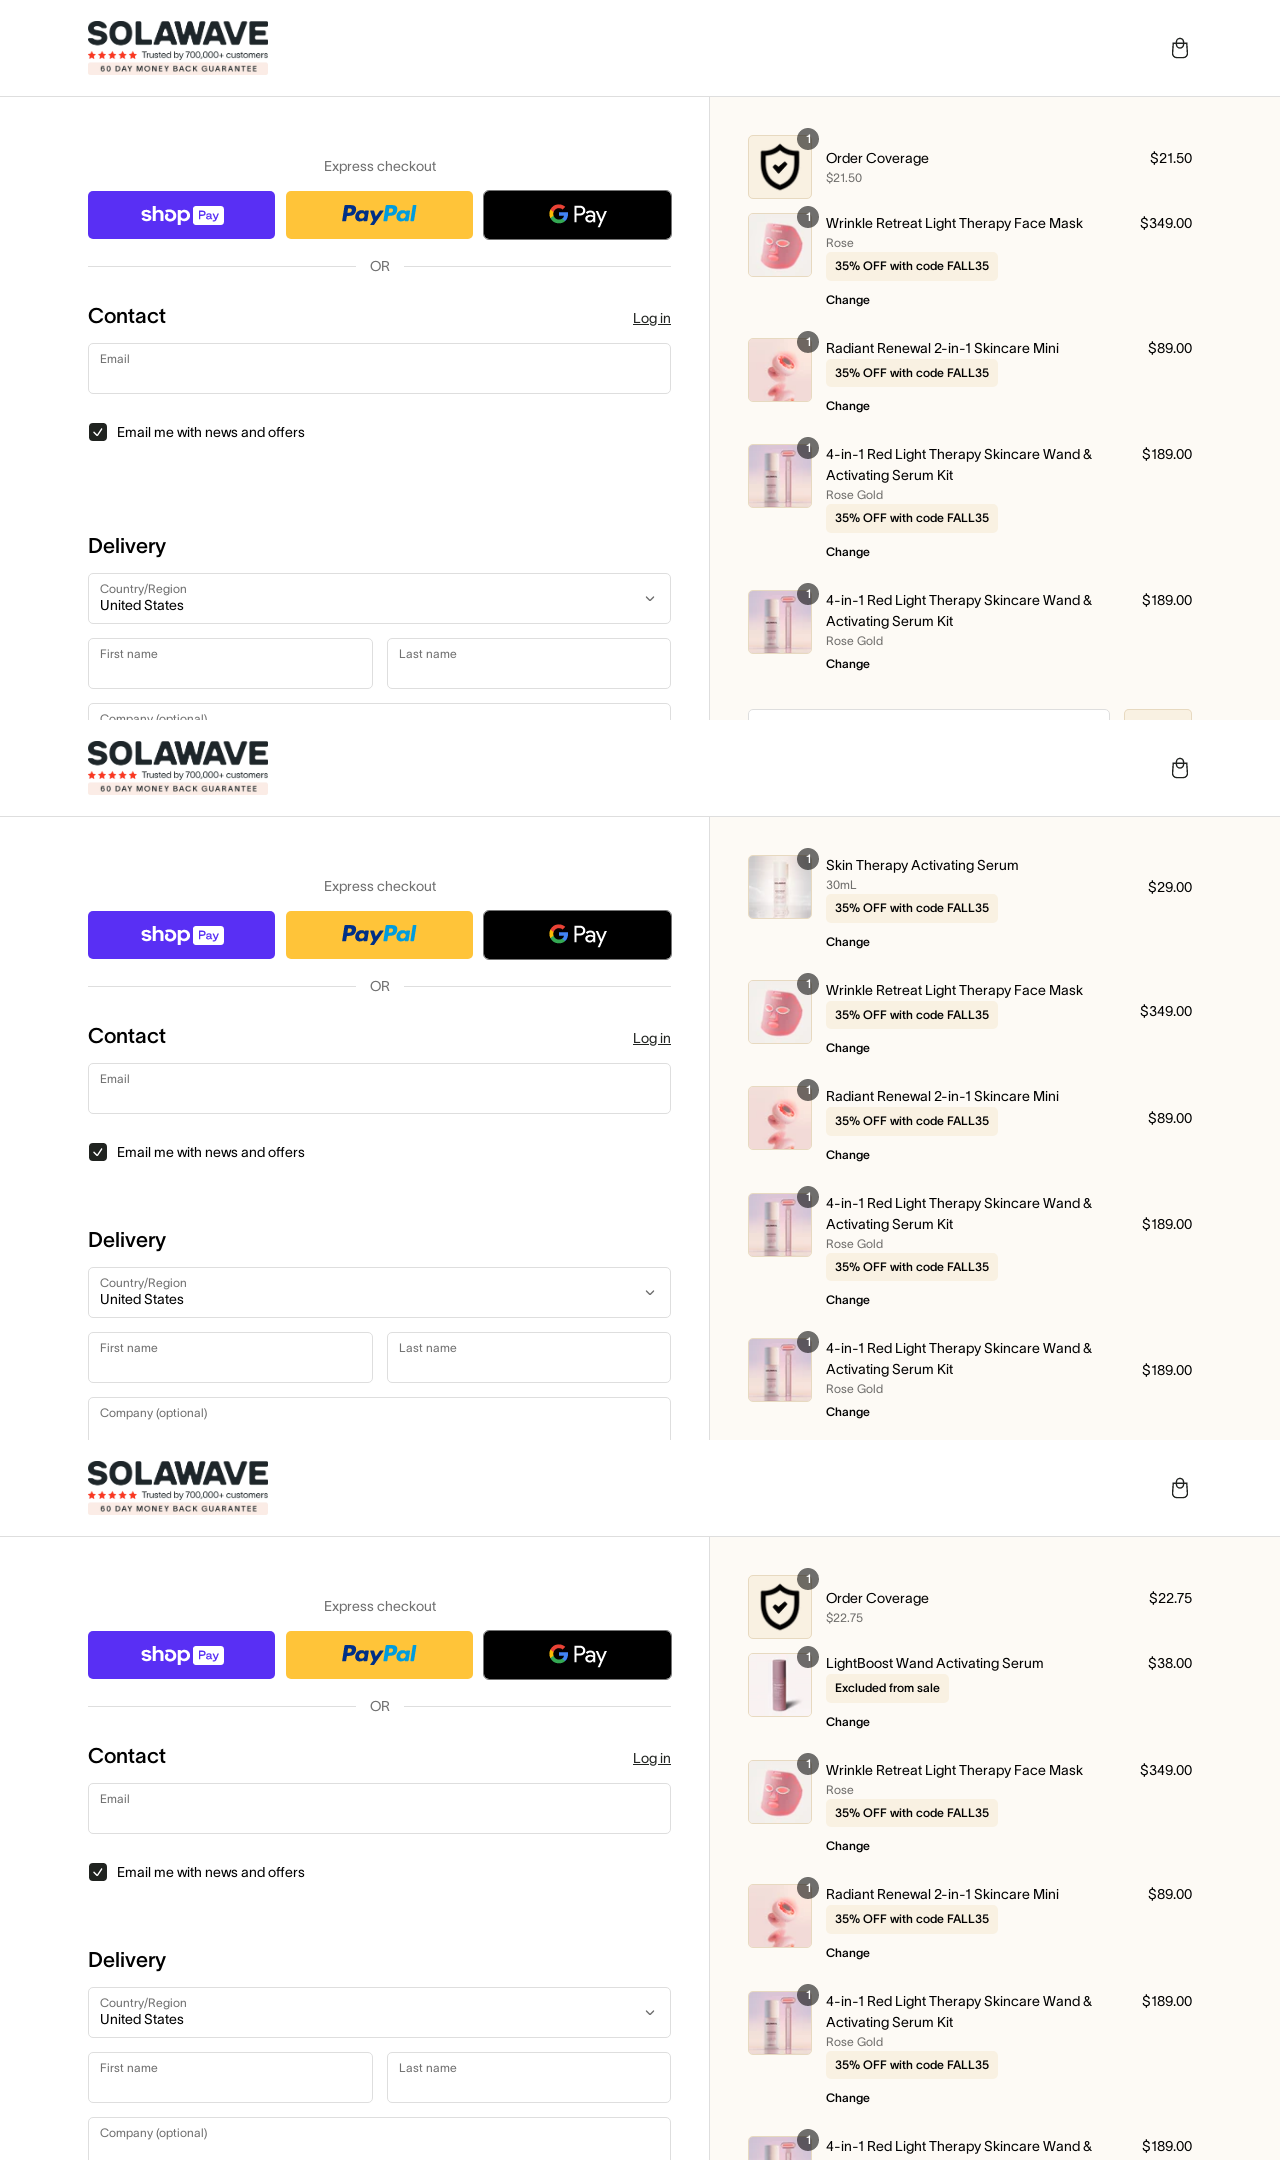 SOLAWAVE
Trusted by 700,000+ customers
60 DAY MONEY BACK GUARANTEE
Express checkout
shop Pay
PayPal
G Pay
OR
Contact
Log in
Email
Email me with news and offers
Delivery
Country/Region
United States
First name
Last name
Company (optional)
1
Order Coverage
$21.50
$21.50
1
Wrinkle Retreat Light Therapy Face Mask
$349.00
Rose
35% OFF with code FALL35
Change
1
Radiant Renewal 2-in-1 Skincare Mini
$89.00
35% OFF with code FALL35
Change
1
4-in-1 Red Light Therapy Skincare Wand &
Activating Serum Kit
$189.00
Rose Gold
35% OFF with code FALL35
Change
1
4-in-1 Red Light Therapy Skincare Wand &
Activating Serum Kit
$189.00
Rose Gold
Change
SOLAWAVE
Trusted by 700,000+ customers
60 DAY MONEY BACK GUARANTEE
Express checkout
shop Pay
PayPal
G Pay
OR
Contact
Log in
Email
Email me with news and offers
Delivery
Country/Region
United States
First name
Last name
Company (optional)
1
Skin Therapy Activating Serum
30mL
$29.00
35% OFF with code FALL35
Change
1
Wrinkle Retreat Light Therapy Face Mask
$349.00
35% OFF with code FALL35
Change
1
Radiant Renewal 2-in-1 Skincare Mini
$89.00
35% OFF with code FALL35
Change
1
4-in-1 Red Light Therapy Skincare Wand &
Activating Serum Kit
$189.00
Rose Gold
35% OFF with code FALL35
Change
1
4-in-1 Red Light Therapy Skincare Wand &
Activating Serum Kit
$189.00
Rose Gold
Change
SOLAWAVE
Trusted by 700,000+ customers
60 DAY MONEY BACK GUARANTEE
Express checkout
shop Pay
PayPal
G Pay
OR
Contact
Log in
Email
Email me with news and offers
Delivery
Country/Region
United States
First name
Last name
Company (optional)
1
Order Coverage
$22.75
$22.75
1
LightBoost Wand Activating Serum
$38.00
Excluded from sale
Change
1
Wrinkle Retreat Light Therapy Face Mask
$349.00
Rose
35% OFF with code FALL35
Change
1
Radiant Renewal 2-in-1 Skincare Mini
$89.00
35% OFF with code FALL35
Change
1
4-in-1 Red Light Therapy Skincare Wand &
Activating Serum Kit
$189.00
Rose Gold
35% OFF with code FALL35
Change
1
4-in-1 Red Light Therapy Skincare Wand &
$189.00